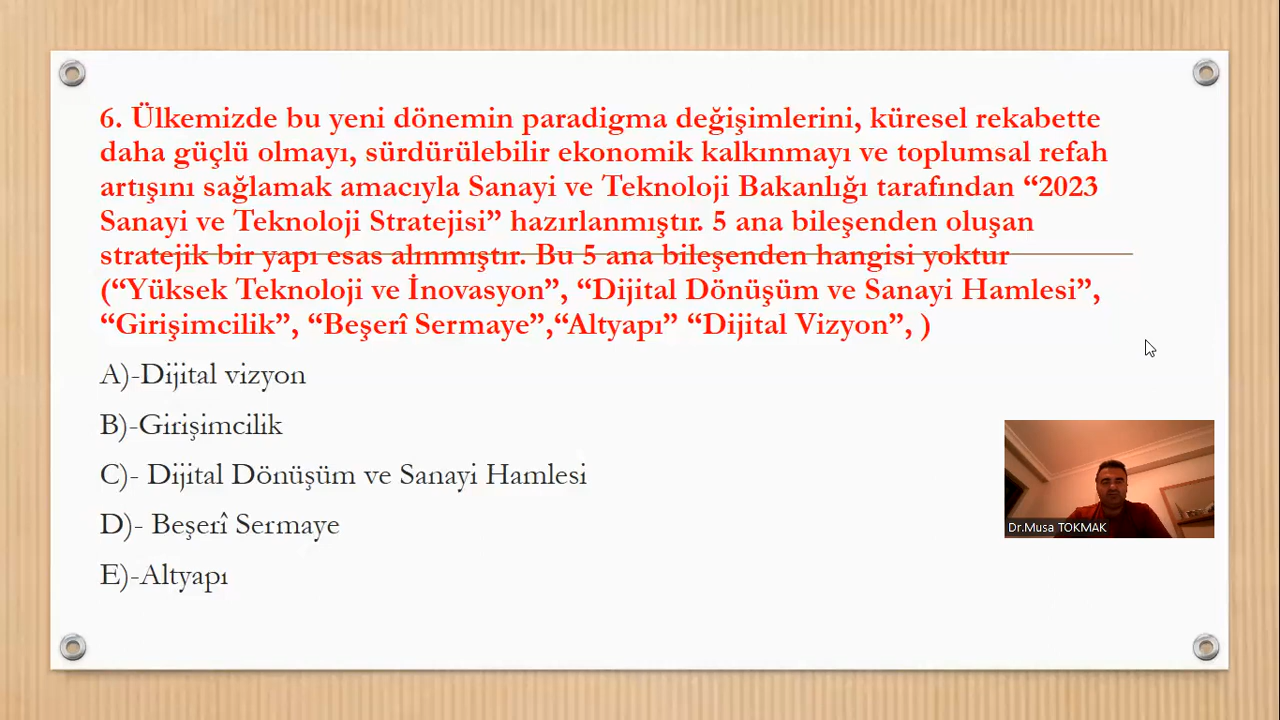 6. Ülkemizde bu yeni dönemin paradigma değişimlerini, küresel rekabette
daha güçlü olmayı, sürdürülebilir ekonomik kalkınmayı ve toplumsal refah
artışını sağlamak amacıyla Sanayi ve Teknoloji Bakanlığı tarafından “2023
Sanayi ve Teknoloji Stratejisi” hazırlanmıştır. 5 ana bileşenden oluşan
stratejik bir yapı esas alınmıştır. Bu 5 ana bileşenden hangisi yoktur
(“Yüksek Teknoloji ve İnovasyon”, “Dijital Dönüşüm ve Sanayi Hamlesi”,
“Girişimcilik”, “Beşerî Sermaye”,“Altyapı” “Dijital Vizyon”, )
A)-Dijital vizyon
B)-Girişimcilik
C)- Dijital Dönüşüm ve Sanayi Hamlesi
D)- Beşerî Sermaye
E)-Altyapı
Dr.Musa TOKMAK